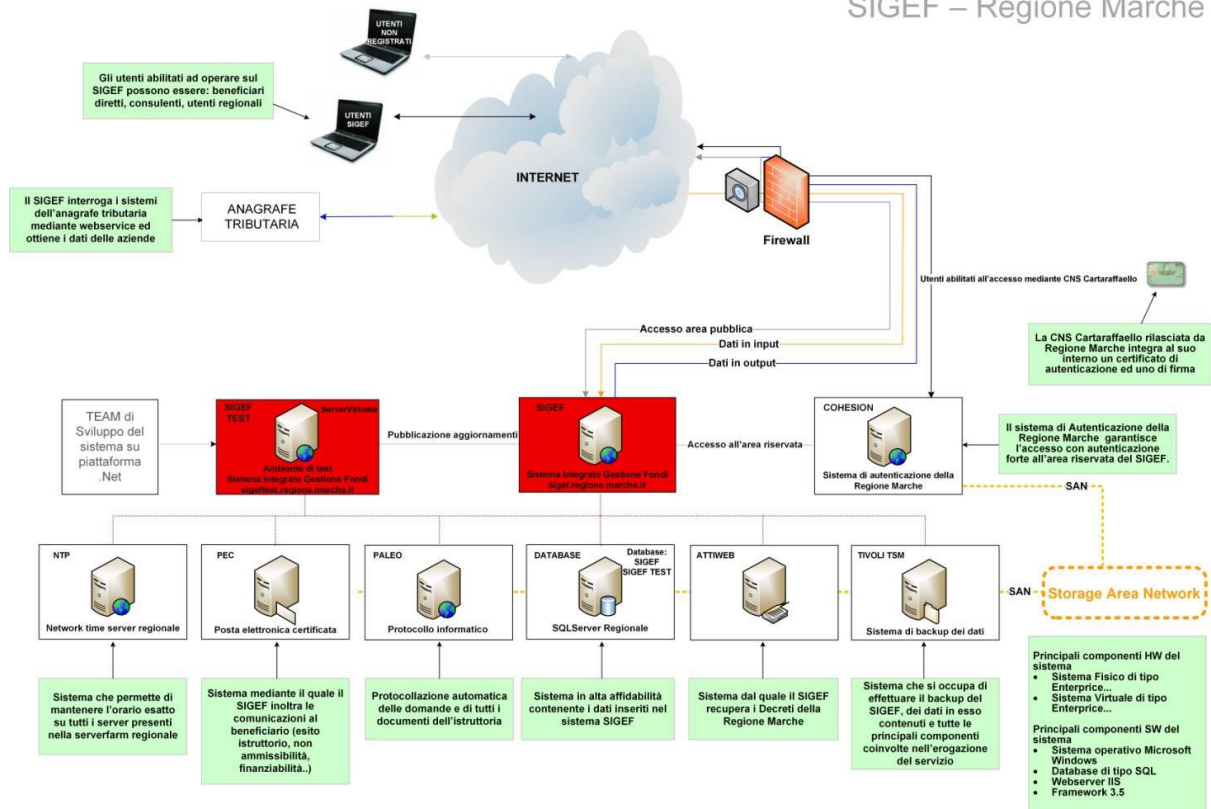 SIGEF – Regione Marche
UTENTI
NON
REGISTRATI
Gli utenti abilitati ad operare sul
SIGEF possono essere: beneficiari
diretti, consulenti, utenti regionali
UTENTI
SIGEF
INTERNET
Il SIGEF interroga i sistemi
dell'anagrafe tributaria
mediante webservice ed
ottiene i dati delle aziende
ANAGRAFE
TRIBUTARIA
Firewall
Utenti abilitati all'accesso mediante CNS Cartaraffaello
La CNS Cartaraffaello rilasciata da
Regione Marche integra al suo
interno un certificato di
autenticazione ed uno di firma
Accesso area pubblica
Dati in input
Dati in output
TEAM di
Sviluppo del
sistema su
piattaforma
.Net
SIGEF
TEST
ServerVirtuale
Ambiente di test
Sistema Integrato Gestione Fondi
sigeftest.regione.marche.it
Pubblicazione aggiornamenti
SIGEF
Sistema Integrato Gestione Fondi
sigef.regione.marche.it
Accesso all'area riservata
COHESION
Sistema di autenticazione della
Regione Marche
Il sistema di Autenticazione della
Regione Marche garantisce
l'accesso con autenticazione
forte all'area riservata del SIGEF.
SAN
NTP
Network time server regionale
PEC
Posta elettronica certificata
PALEO
Protocollo informatico
DATABASE
Database:
SIGEF
SIGEF TEST
SQLServer Regionale
ATTIWEB
TIVOLI TSM
Sistema di backup dei dati
SAN
Storage Area Network
Sistema che permette di
mantenere l'orario esatto
su tutti i server presenti
nella serverfarm regionale
Sistema mediante il quale il
SIGEF inoltra le
comunicazioni al
beneficiario (esito
istruttorio, non
ammissibilità,
finanziabilità..)
Protocollazione automatica
delle domande e di tutti i
documenti dell'istruttoria
Sistema in alta affidabilità
contenente i dati inseriti nel
sistema SIGEF
Sistema dal quale il SIGEF
recupera i Decreti della
Regione Marche
Sistema che si occupa di
effettuare il backup del
SIGEF, dei dati in esso
contenuti e tutte le
principali componenti
coinvolte nell'erogazione
del servizio
Principali componenti HW del
sistema
• Sistema Fisico di tipo
Enterprice...
• Sistema Virtuale di tipo
Enterprice...
Principali componenti SW del
sistema
• Sistema operativo Microsoft
Windows
• Database di tipo SQL
• Webserver IIS
• Framework 3.5